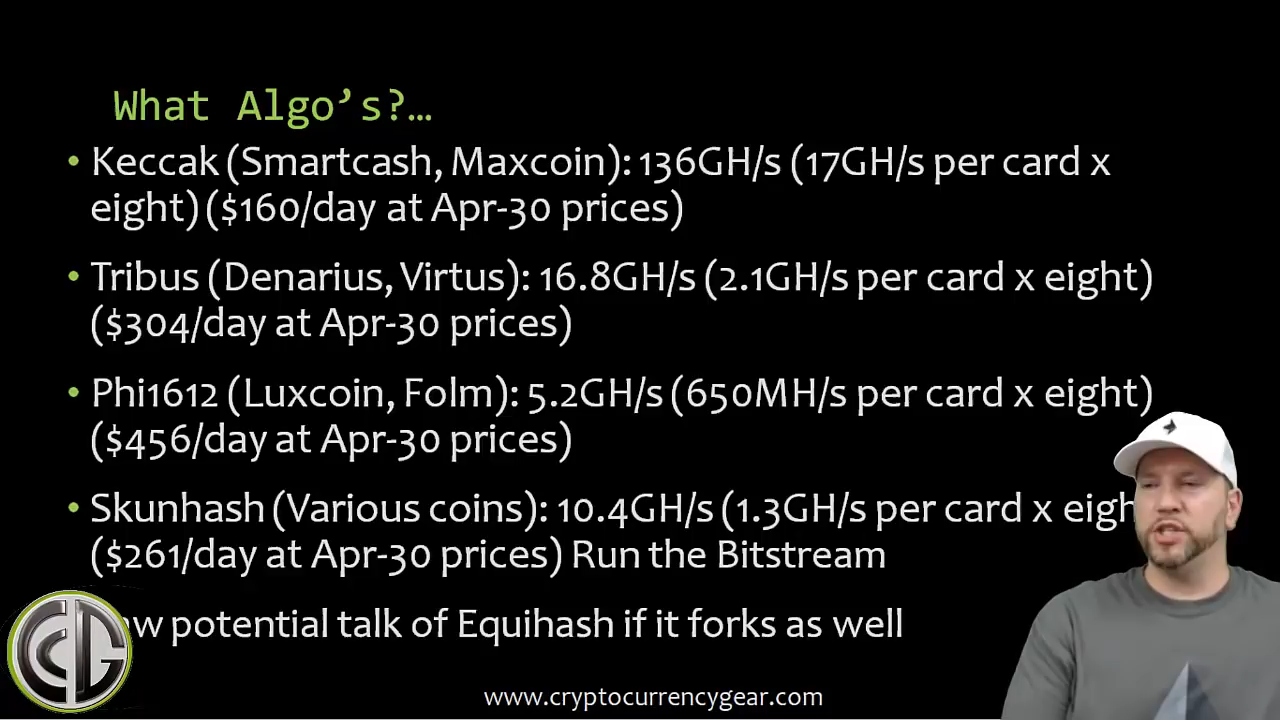 What Algo’s?…
• Keccak (Smartcash, Maxcoin): 136GH/s (17GH/s per card x
eight) ($160/day at Apr-30 prices)
• Tribus (Denarius, Virtus): 16.8GH/s (2.1GH/s per card x eight)
($304/day at Apr-30 prices)
• Phi1612 (Luxcoin, Folm): 5.2GH/s (650MH/s per card x eight)
($456/day at Apr-30 prices)
• Skunhash (Various coins): 10.4GH/s (1.3GH/s per card x
($261/day at Apr-30 prices) Run the Bitstream
potential talk of Equihash if it forks as well
CCG
www.cryptocurrencygear.com